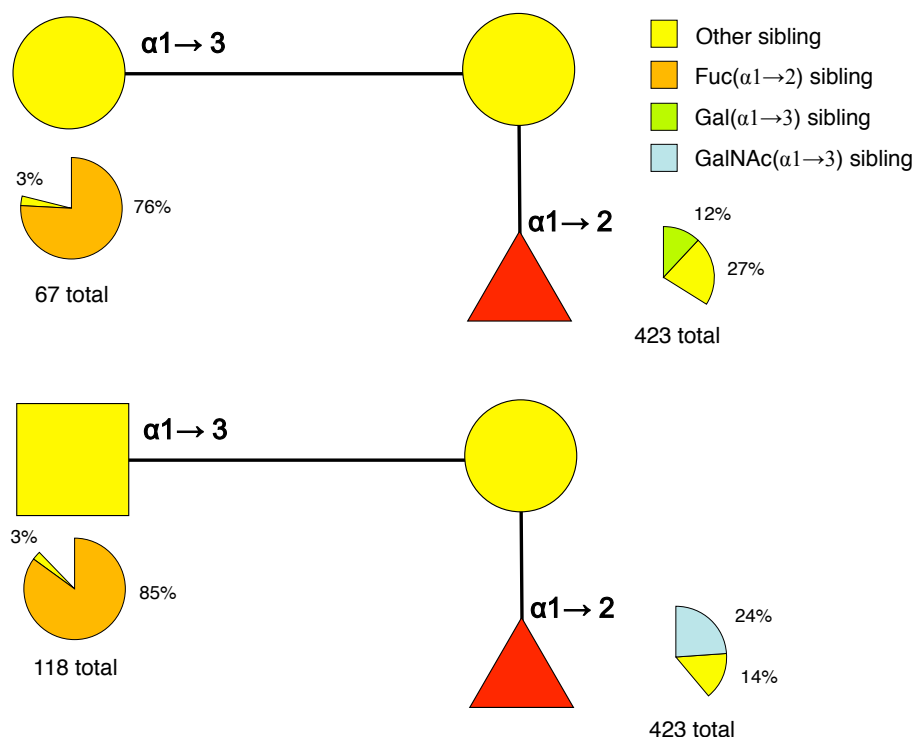 α1→ 3
Other sibling
Fuc(α1→2) sibling
Gal(α1→3) sibling
GalNAc(α1→3) sibling
3%
76%
67 total
α1→ 2
12%
27%
423 total
α1→ 3
3%
85%
118 total
α1→ 2
24%
14%
423 total